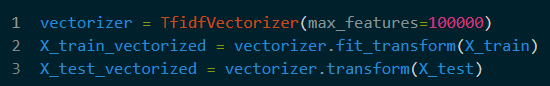 1 vectorizer = TfidfVectorizer(max_features=100000)
2 X_train_vectorized = vectorizer.fit_transform(X_train)
3 X_test_vectorized = vectorizer.transform(X_test)